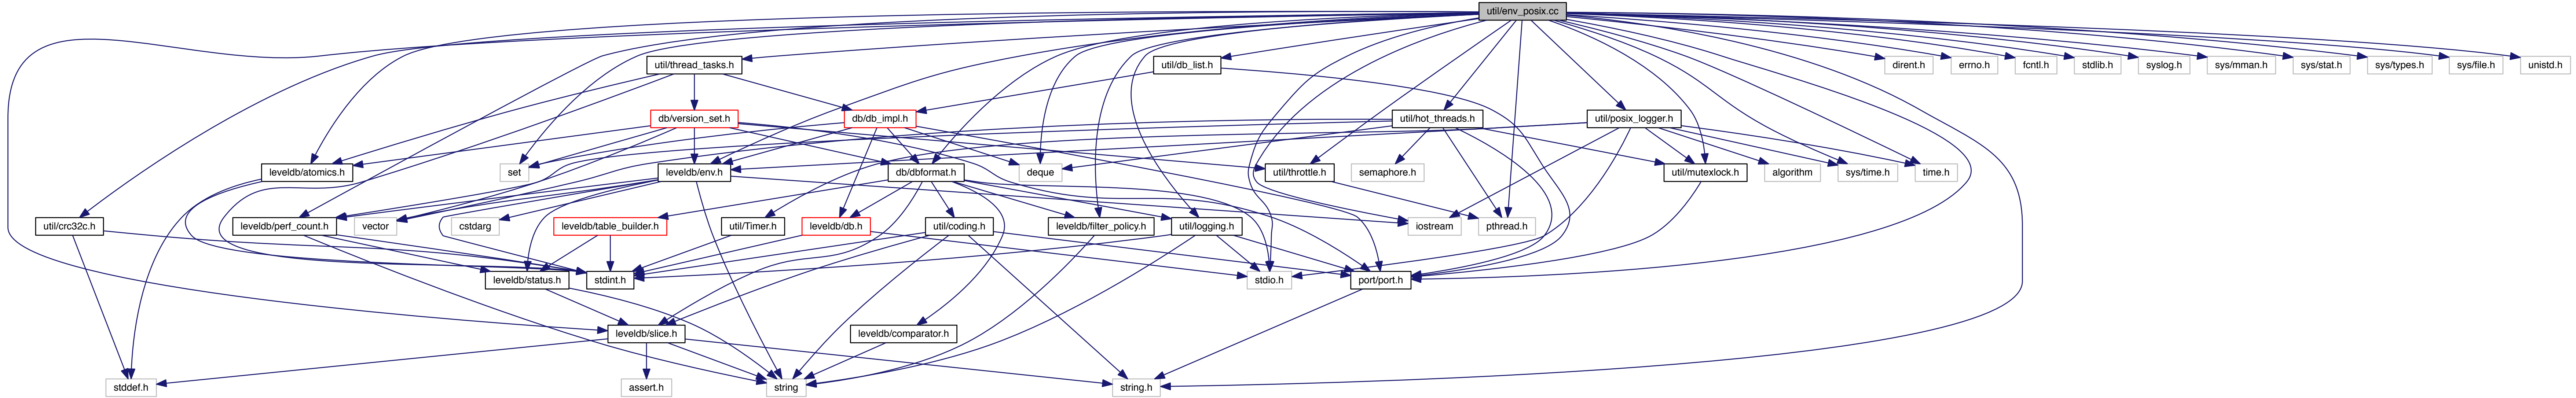 util/env_posix.cc
util/thread_tasks.h
util/db_list.h
dirent.h
errno.h
fcntl.h
stdlib.h
syslog.h
sys/mman.h
sys/stat.h
sys/types.h
sys/file.h
unistd.h
db/version_set.h
db/db_impl.h
util/hot_threads.h
util/posix_logger.h
leveldb/atomics.h
set
leveldb/env.h
db/dbformat.h
deque
util/throttle.h
semaphore.h
util/mutexlock.h
algorithm
sys/time.h
time.h
util/crc32c.h
leveldb/perf_count.h
vector
cstdarg
leveldb/table_builder.h
util/Timer.h
leveldb/db.h
util/coding.h
leveldb/filter_policy.h
util/logging.h
iostream
pthread.h
leveldb/status.h
stdint.h
stdio.h
port/port.h
leveldb/slice.h
leveldb/comparator.h
stddef.h
assert.h
string
string.h